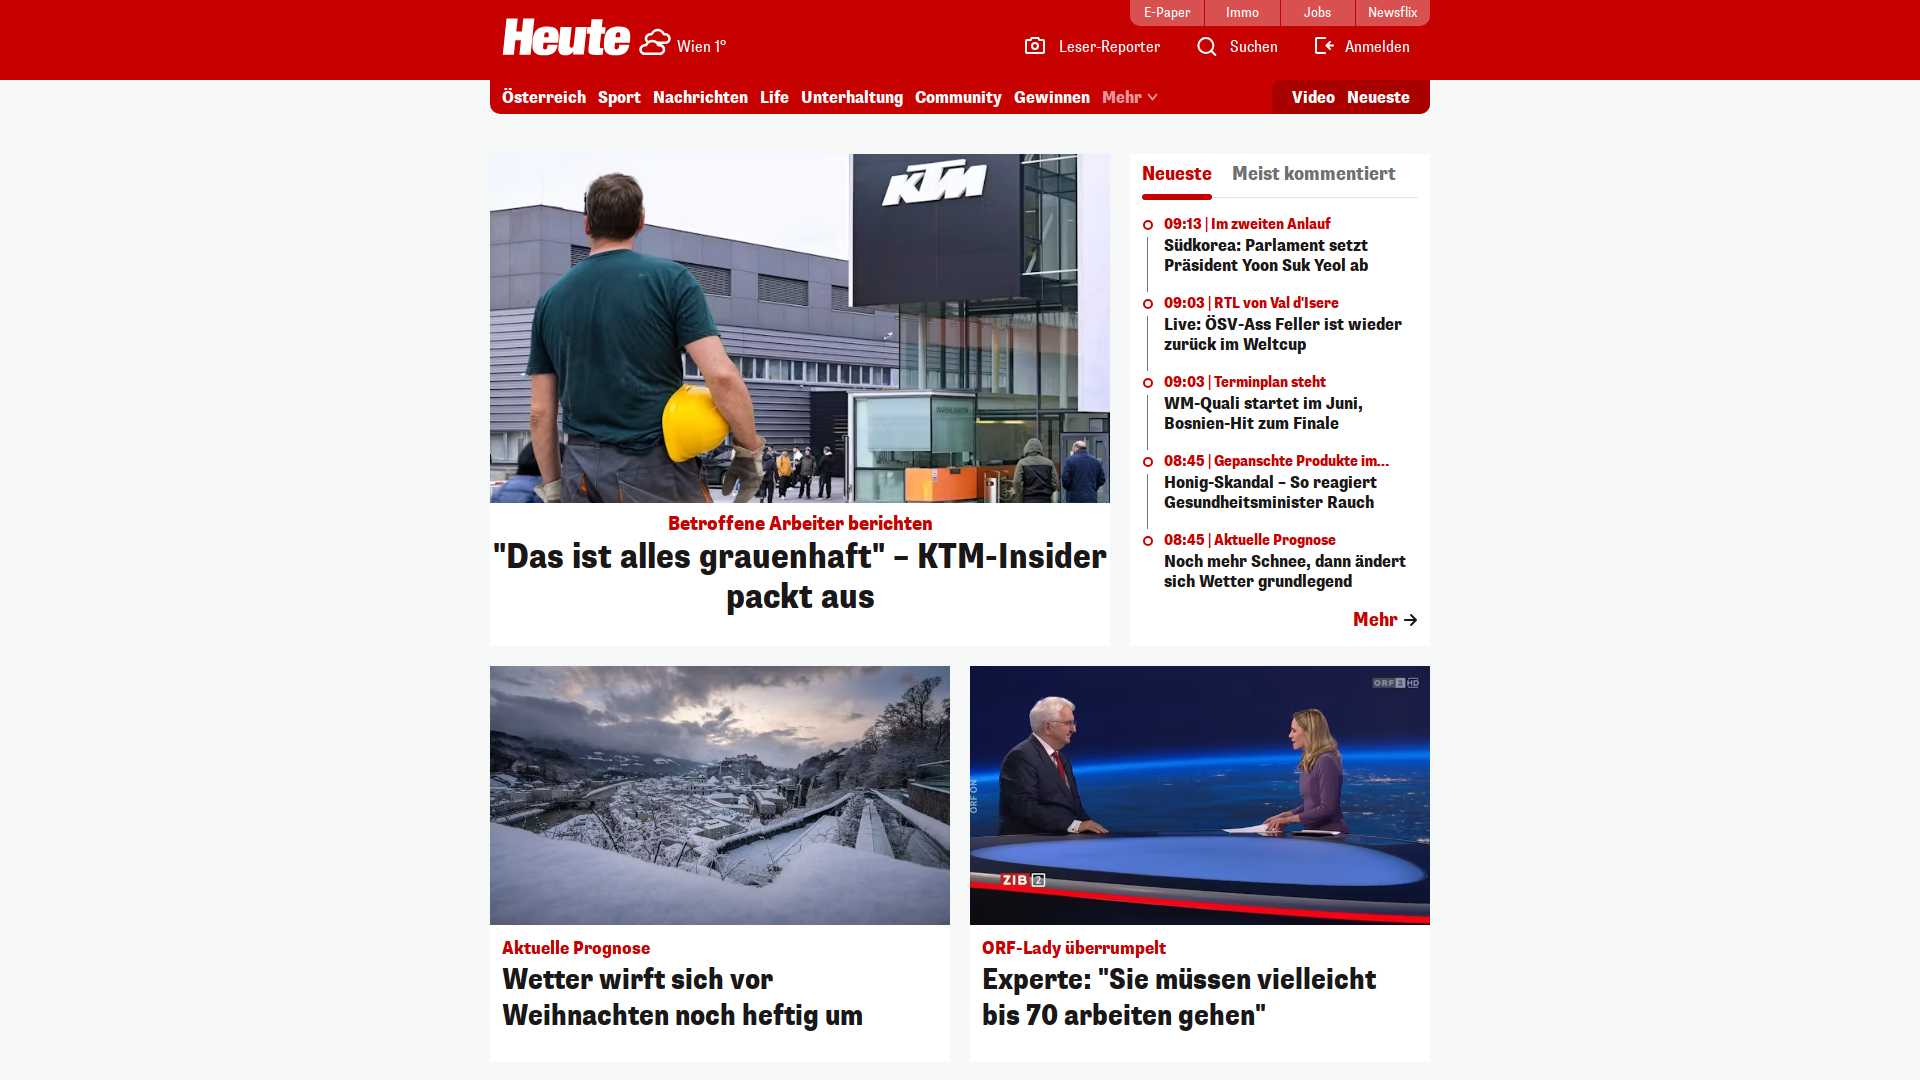 E-Paper
Immo
Jobs
Newsflix
Heute
Wien 1°
Leser-Reporter
Suchen
Anmelden
Österreich
Sport
Nachrichten
Life
Unterhaltung
Community
Gewinnen
Mehr
Video
Neueste
KTM
Betroffene Arbeiter berichten
"Das ist alles grauenhaft" – KTM-Insider
packt aus
Neueste
Meist kommentiert
09:13 | Im zweiten Anlauf
Südkorea: Parlament setzt
Präsident Yoon Suk Yeol ab
09:03 | RTL von Val d'Isere
Live: ÖSV-Ass Feller ist wieder
zurück im Weltcup
09:03 | Terminplan steht
WM-Quali startet im Juni,
Bosnien-Hit zum Finale
08:45 | Gepanschte Produkte im...
Honig-Skandal – So reagiert
Gesundheitsminister Rauch
08:45 | Aktuelle Prognose
Noch mehr Schnee, dann ändert
sich Wetter grundlegend
Mehr
Aktuelle Prognose
Wetter wirft sich vor
Weihnachten noch heftig um
ORF 2 HD
ORF ON
ZIB 2
ORF-Lady überrumpelt
Experte: "Sie müssen vielleicht
bis 70 arbeiten gehen"